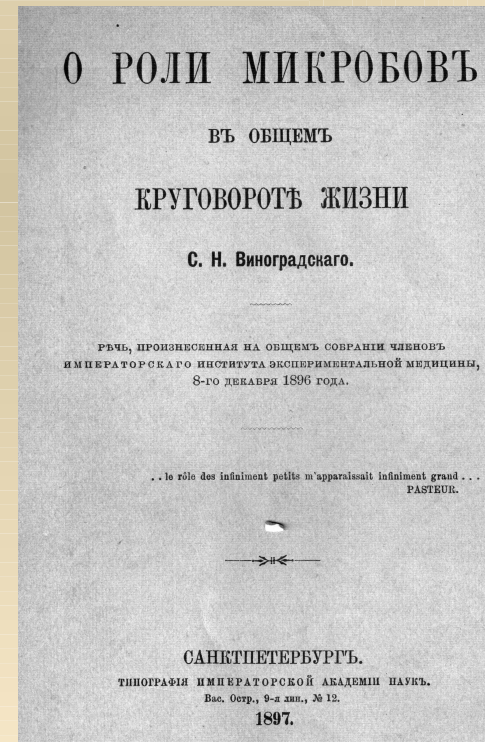 О РОЛИ МИКРОБОВЪ
ВЪ ОБЩЕМЪ
КРУГОВОРОТѢ ЖИЗНИ
С. Н. Виноградскаго.
РѢЧЬ, ПРОИЗНЕСЕННАЯ НА ОБЩЕМЪ СОБРАНІИ ЧЛЕНОВЪ
ИМПЕРАТОРСКАГО ИНСТИТУТА ЭКСПЕРИМЕНТАЛЬНОЙ МЕДИЦИНЫ,
8-ГО ДЕКАБРЯ 1896 ГОДА.
. . le rôle des infiniment petits m'apparaissait infiniment grand . . .
PASTEUR.
САНКТПЕТЕРБУРГЪ.
ТИПОГРАФІЯ ИМПЕРАТОРСКОЙ АКАДЕМІИ НАУКЪ.
Вас. Остр., 9-я лин., № 12.
1897.